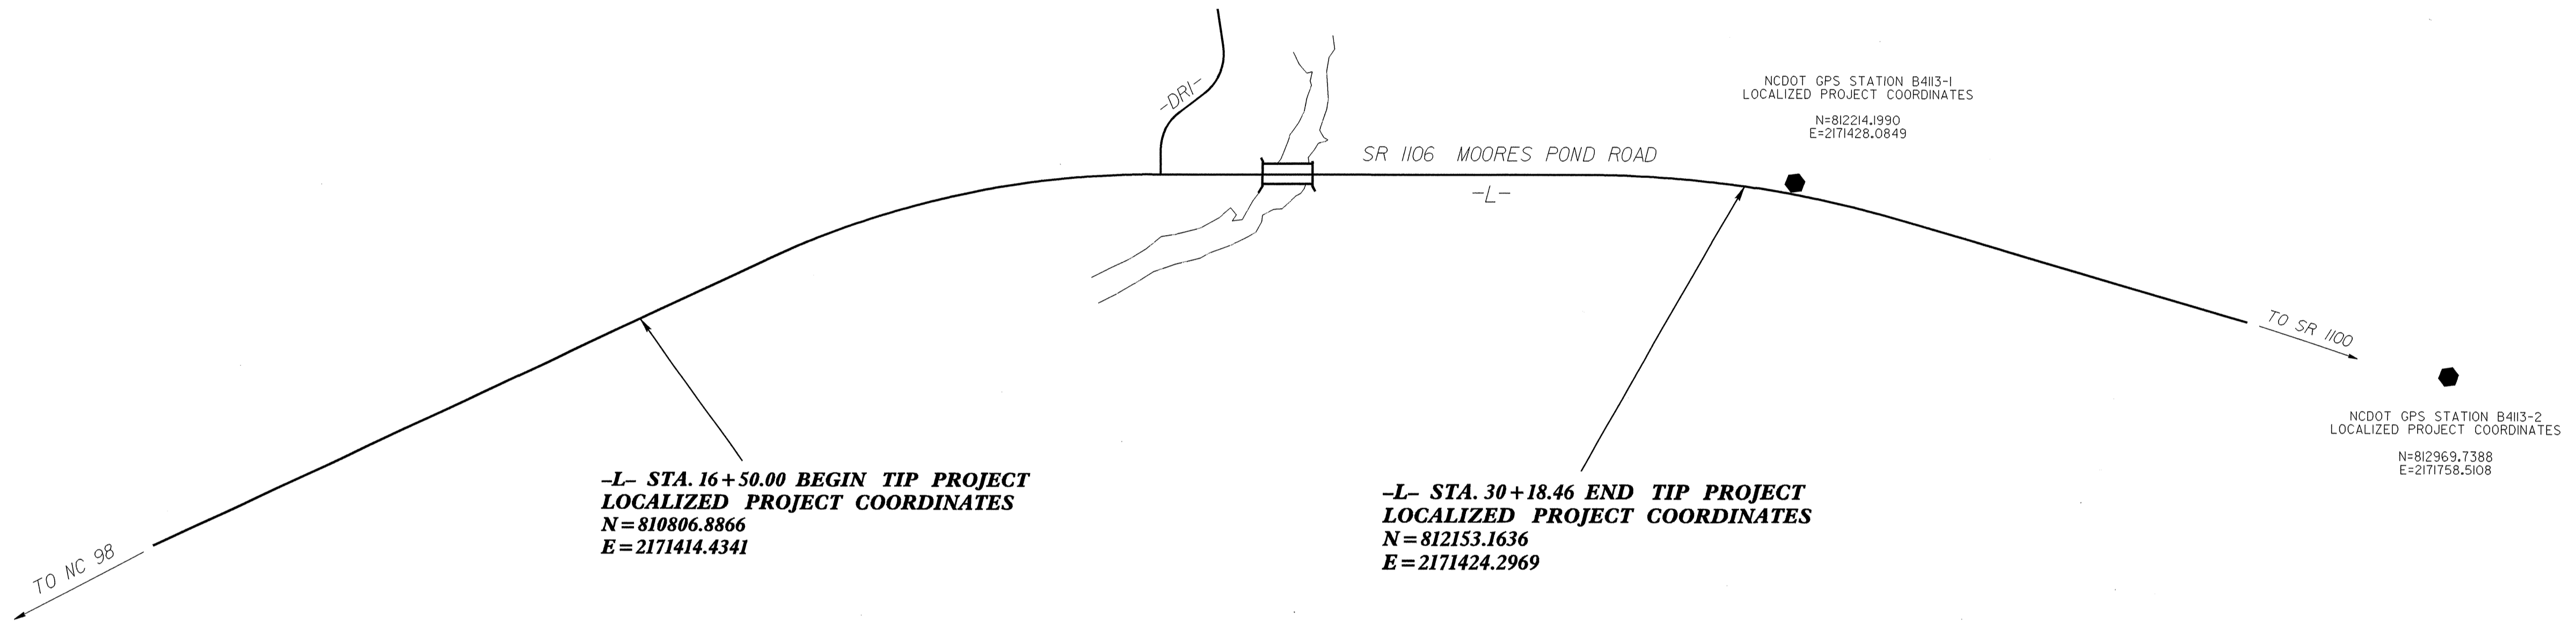 -DR1-
NCDOT GPS STATION B4113-1
LOCALIZED PROJECT COORDINATES
N=812214.1990
E=2171428.0849
SR 1106 MOORES POND ROAD
-L-
TO SR 1100
NCDOT GPS STATION B4113-2
LOCALIZED PROJECT COORDINATES
N=812969.7388
E=2171758.5108
-L- STA. 16+50.00 BEGIN TIP PROJECT
LOCALIZED PROJECT COORDINATES
N=810806.8866
E=2171414.4341
-L- STA. 30+18.46 END TIP PROJECT
LOCALIZED PROJECT COORDINATES
N=812153.1636
E=2171424.2969
TO NC 98